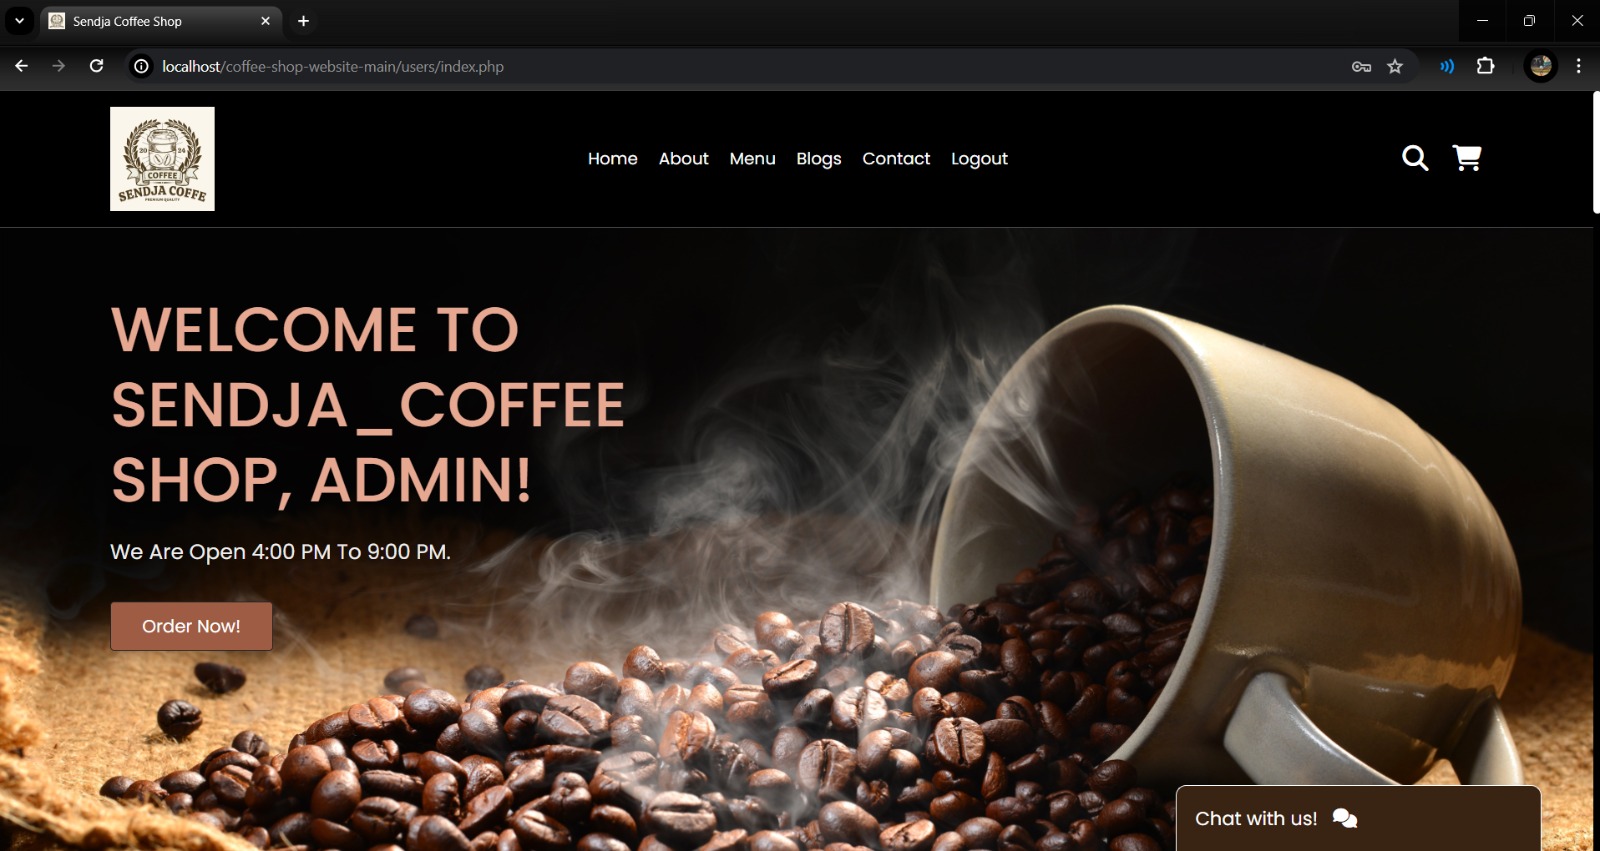 Sendja Coffee Shop
localhost/coffee-shop-website-main/users/index.php
20 24
COFFEE
SENDJA COFFE
PREMIUM QUALITY
Home About Menu Blogs Contact Logout
WELCOME TO
SENDJA_COFFEE
SHOP, ADMIN!
We Are Open 4:00 PM To 9:00 PM.
Order Now!
Chat with us!